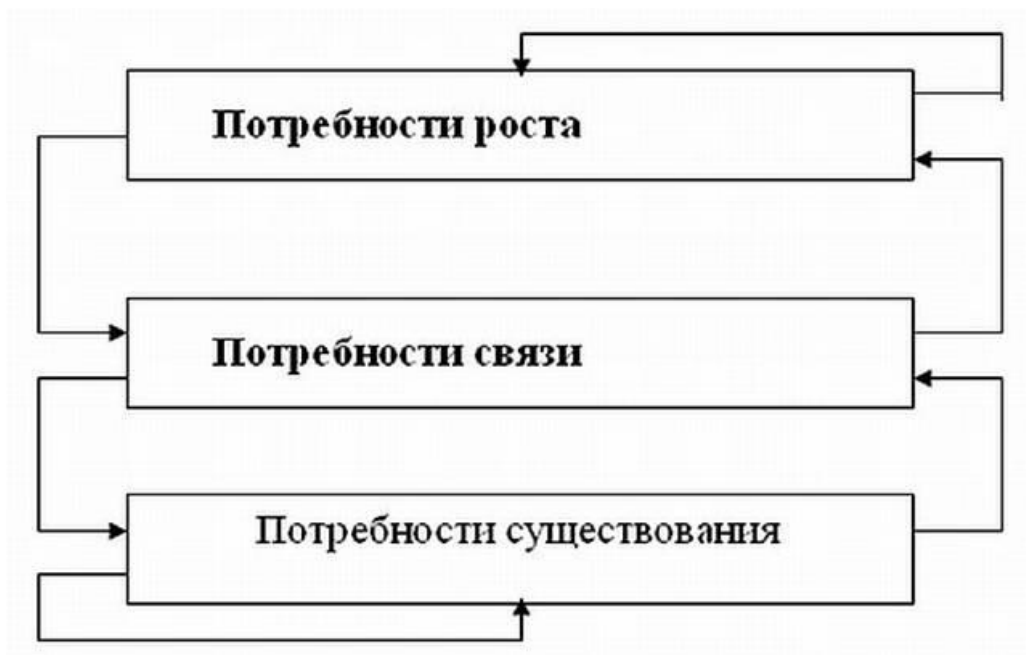 Потребности роста
Потребности связи
Потребности существования